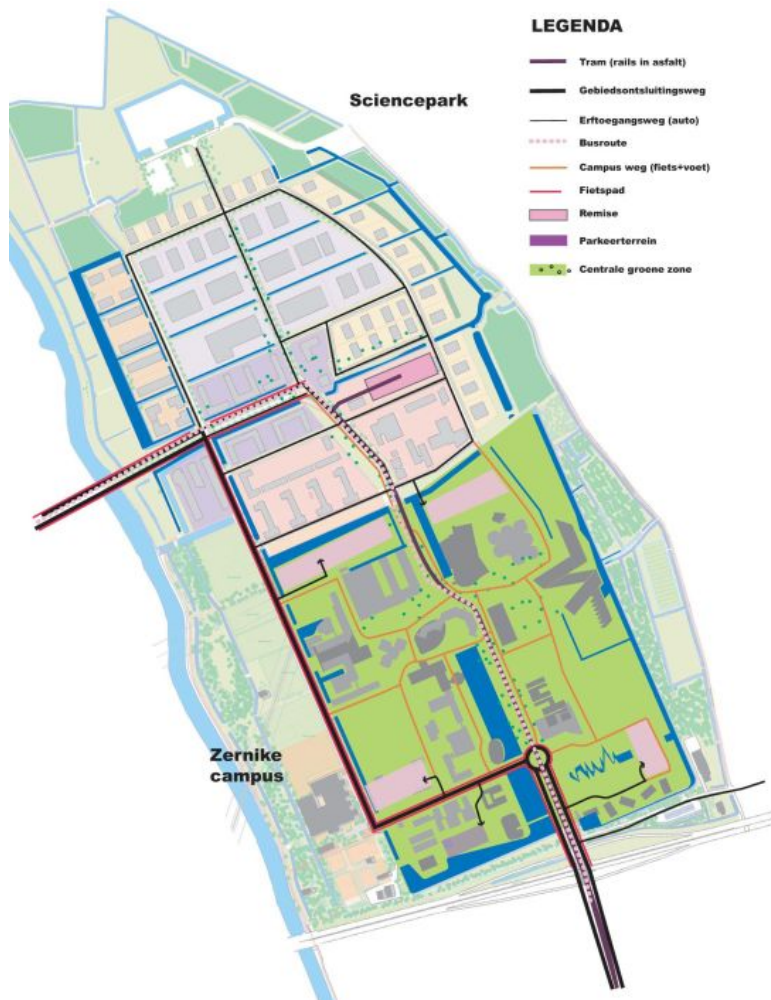 LEGENDA
Tram (rails in asfalt)
Sciencepark
Gebiedsontsluitingsweg
Erftoegangsweg (auto)
Busroute
Campus weg (fiets+voet)
Fietspad
Remise
Parkeerterrein
Centrale groene zone
Zernike
campus